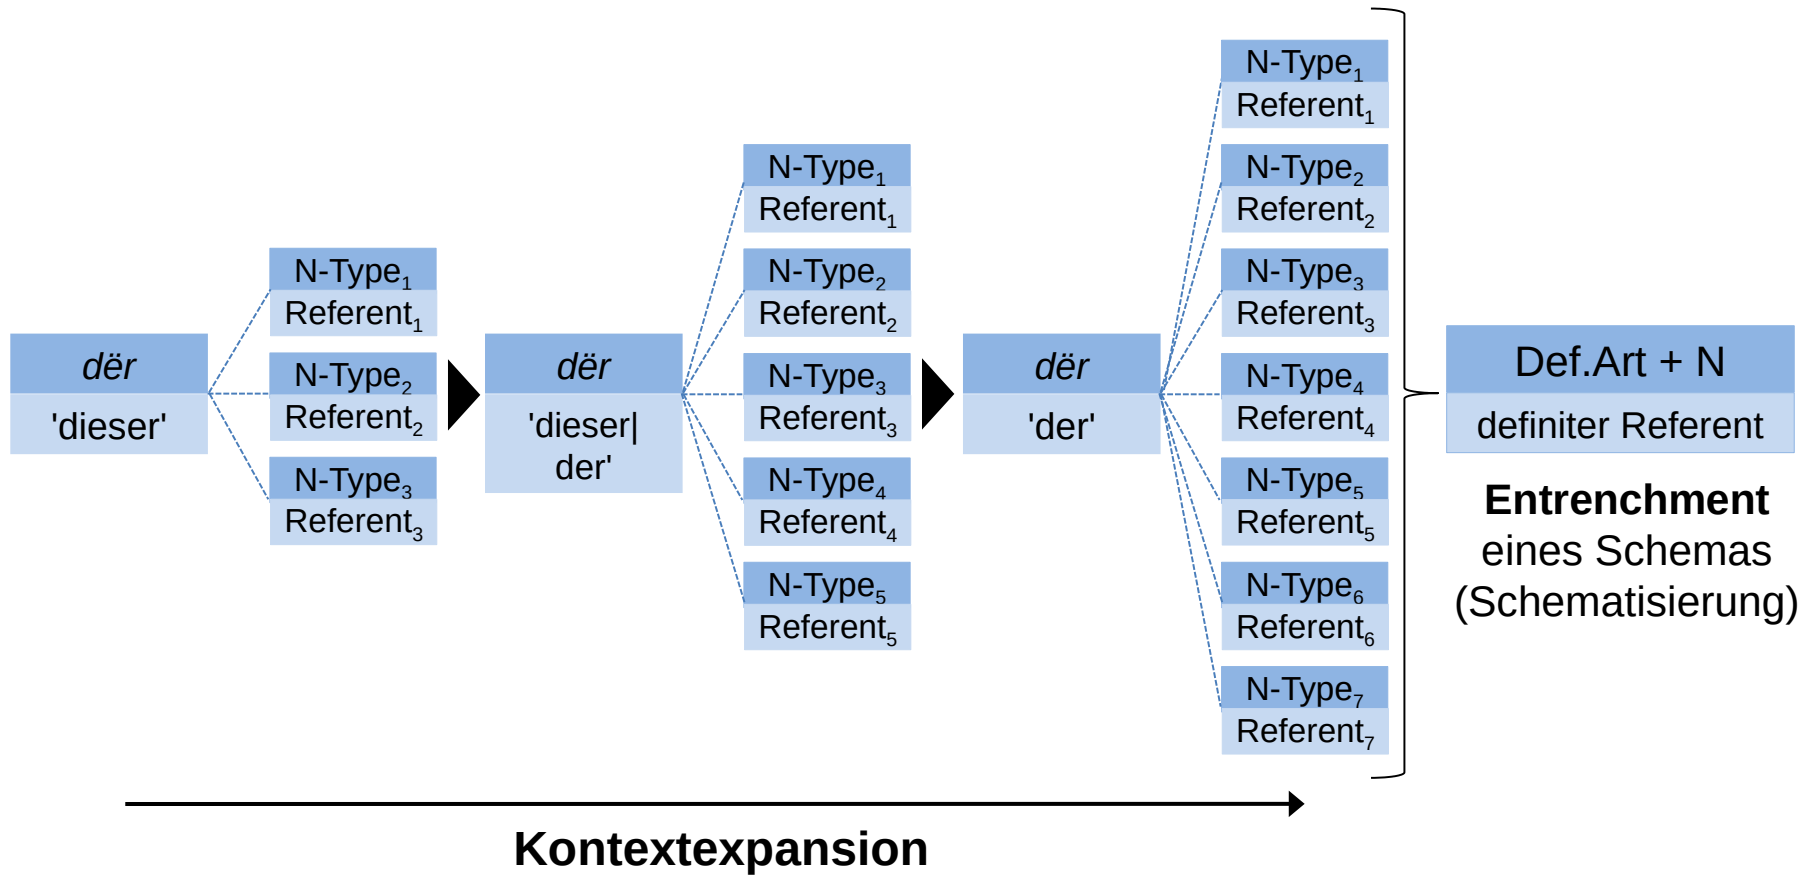 dër
'dieser'
N-Type₁
Referent₁
N-Type₂
Referent₂
N-Type₃
Referent₃
dër
'dieser|
der'
N-Type₁
Referent₁
N-Type₂
Referent₂
N-Type₃
Referent₃
N-Type₄
Referent₄
N-Type₅
Referent₅
dër
'der'
N-Type₁
Referent₁
N-Type₂
Referent₂
N-Type₃
Referent₃
N-Type₄
Referent₄
N-Type₅
Referent₅
N-Type₆
Referent₆
N-Type₇
Referent₇
Def.Art + N
definiter Referent
Entrenchment
eines Schemas
(Schematisierung)
Kontextexpansion